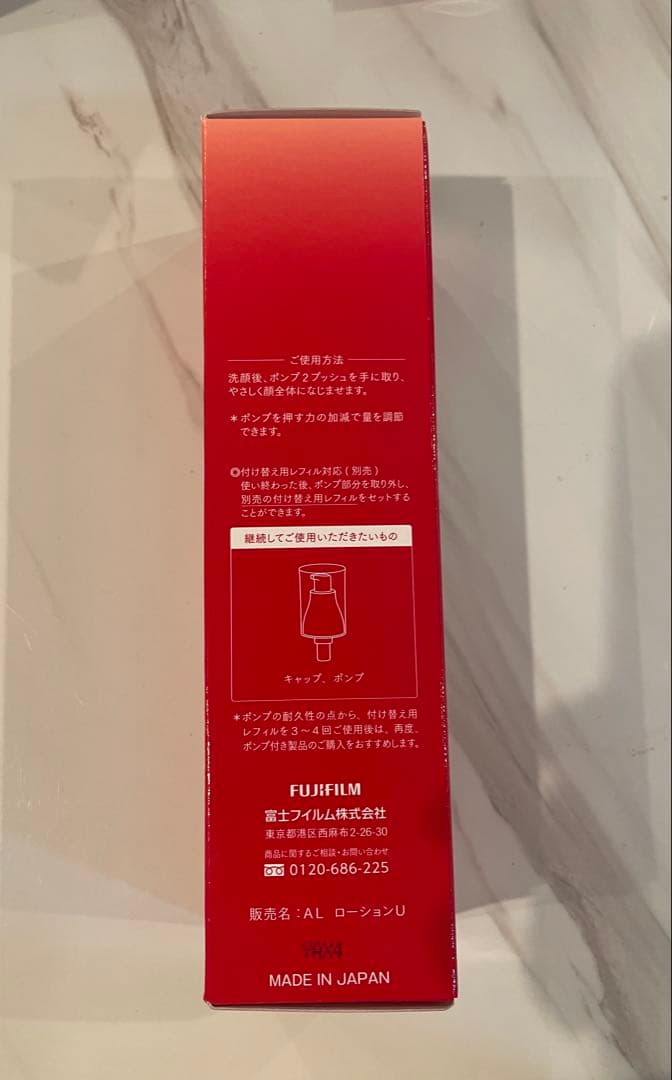 ご使用方法
洗顔後、ポンプ2プッシュを手に取り、
やさしく顔全体になじませます。
＊ポンプを押す力の加減で量を調節
できます。
◎付け替え用レフィル対応(別売)
使い終わった後、ポンプ部分を取り外し、
別売の付け替え用レフィルをセットする
ことができます。
継続してご使用いただきたいもの
キャップ、ポンプ
＊ポンプの耐久性の点から、付け替え用
レフィルを3〜4回ご使用後は、再度、
ポンプ付き製品のご購入をおすすめします。
FUJIFILM
富士フイルム株式会社
東京都港区西麻布2-26-30
商品に関するご相談・お問い合わせ
0120-686-225
販売名：AL ローションU
MADE IN JAPAN